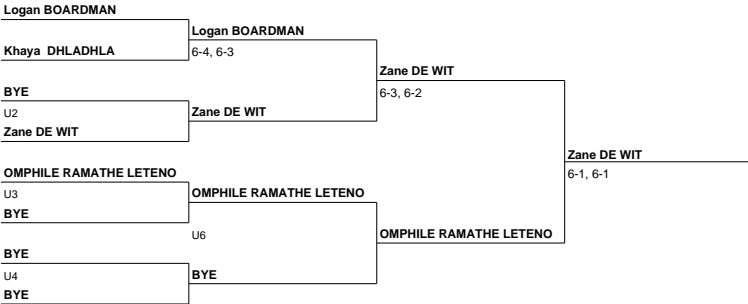 Logan BOARDMAN
Logan BOARDMAN
Khaya DHLADHLA
6-4, 6-3
Zane DE WIT
BYE
6-3, 6-2
U2
Zane DE WIT
Zane DE WIT
Zane DE WIT
OMPHILE RAMATHE LETENO
6-1, 6-1
U3
OMPHILE RAMATHE LETENO
BYE
U6
OMPHILE RAMATHE LETENO
BYE
U4
BYE
BYE